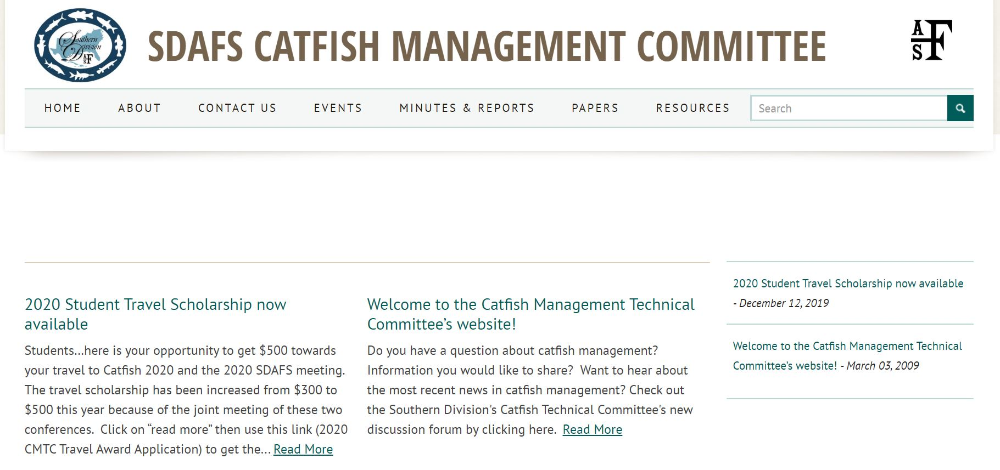 Southern
Division
AFS
SDAFS CATFISH MANAGEMENT COMMITTEE
AFS
HOME
ABOUT
CONTACT US
EVENTS
MINUTES & REPORTS
PAPERS
RESOURCES
Search
2020 Student Travel Scholarship now
available
Students...here is your opportunity to get $500 towards
your travel to Catfish 2020 and the 2020 SDAFS meeting.
The travel scholarship has been increased from $300 to
$500 this year because of the joint meeting of these two
conferences.  Click on “read more” then use this link (2020
CMTC Travel Award Application) to get the... Read More
Welcome to the Catfish Management Technical
Committee’s website!
Do you have a question about catfish management?
Information you would like to share?  Want to hear about
the most recent news in catfish management? Check out
the Southern Division's Catfish Technical Committee's new
discussion forum by clicking here.  Read More
2020 Student Travel Scholarship now available
- December 12, 2019
Welcome to the Catfish Management Technical
Committee’s website! - March 03, 2009